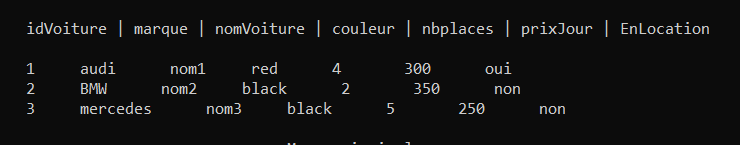 idVoiture | marque | nomVoiture | couleur | nbplaces | prixJour | EnLocation
1 audi nom1 red 4 300 oui
2 BMW nom2 black 2 350 non
3 mercedes nom3 black 5 250 non